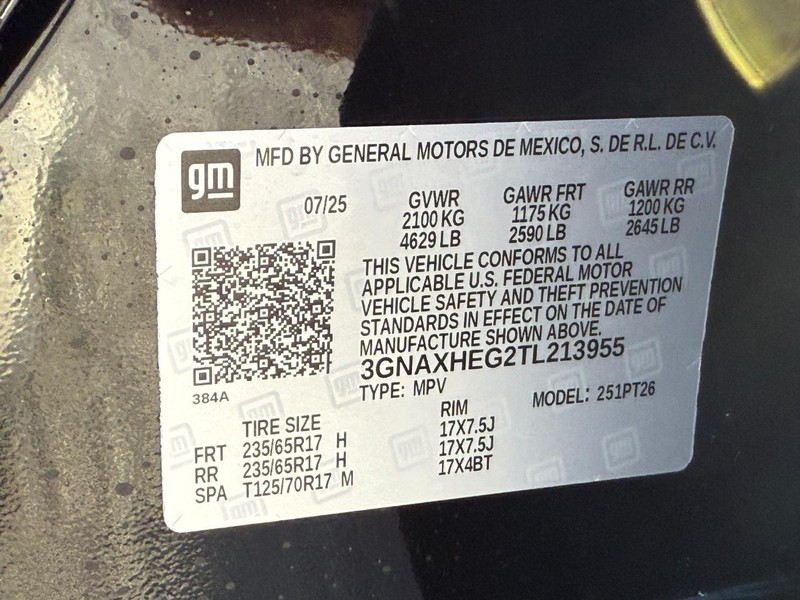 gm
MFD BY GENERAL MOTORS DE MEXICO, S. DE R.L. DE C.V.
07/25 GVWR GAWR FRT GAWR RR
2100 KG 1175 KG 1200 KG
4629 LB 2590 LB 2645 LB
THIS VEHICLE CONFORMS TO ALL
APPLICABLE U.S. FEDERAL MOTOR
VEHICLE SAFETY AND THEFT PREVENTION
STANDARDS IN EFFECT ON THE DATE OF
MANUFACTURE SHOWN ABOVE.
3GNAXHEG2TL213955
384A
TYPE: MPV MODEL: 251PT26
TIRE SIZE RIM
FRT 235/65R17 H 17X7.5J
RR 235/65R17 H 17X7.5J
SPA T125/70R17 M 17X4BT